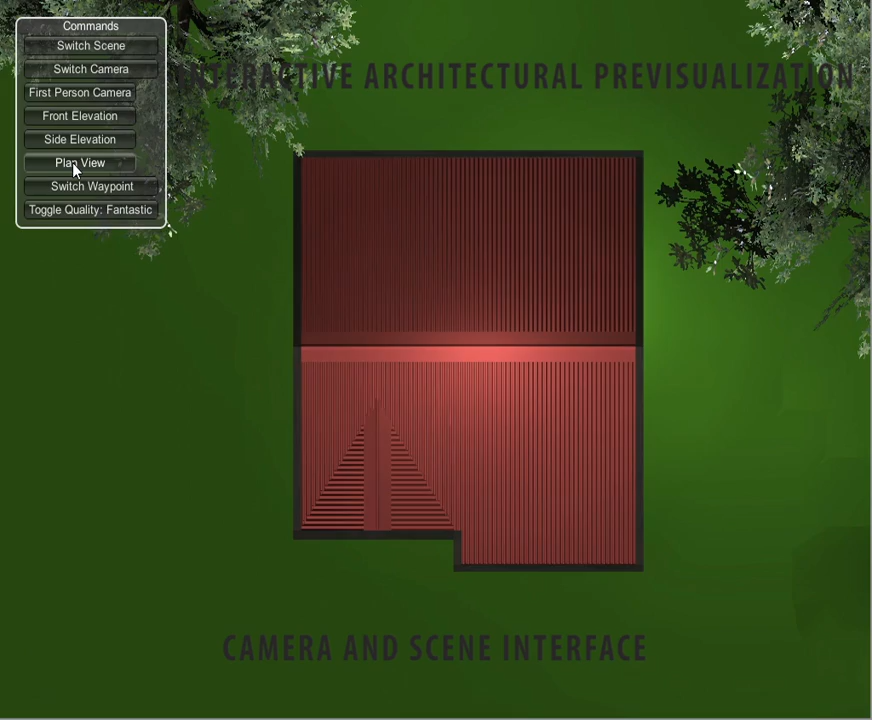 Commands
Switch Scene
Switch Camera
First Person Camera
Front Elevation
Side Elevation
Plan View
Switch Waypoint
Toggle Quality: Fantastic
INTERACTIVE ARCHITECTURAL PREVISUALIZATION
CAMERA AND SCENE INTERFACE